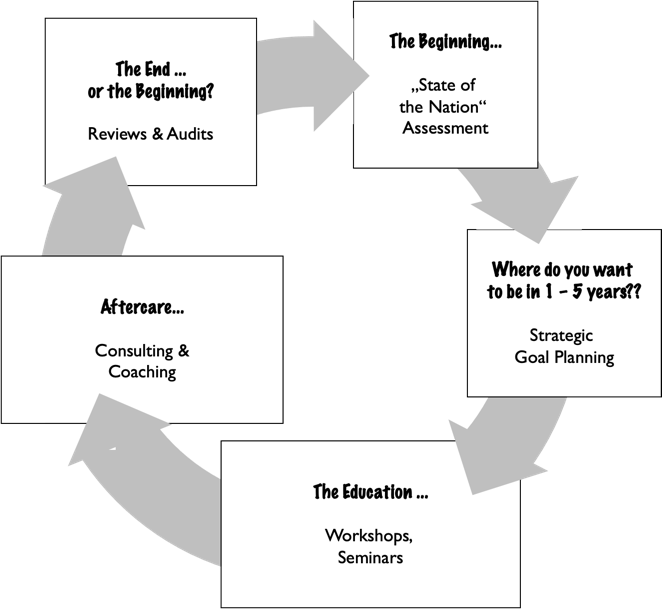 The Beginning...
„State of
the Nation“
Assessment
Where do you want
to be in 1 – 5 years??
Strategic
Goal Planning
The Education ...
Workshops,
Seminars
Aftercare...
Consulting &
Coaching
The End ...
or the Beginning?
Reviews & Audits